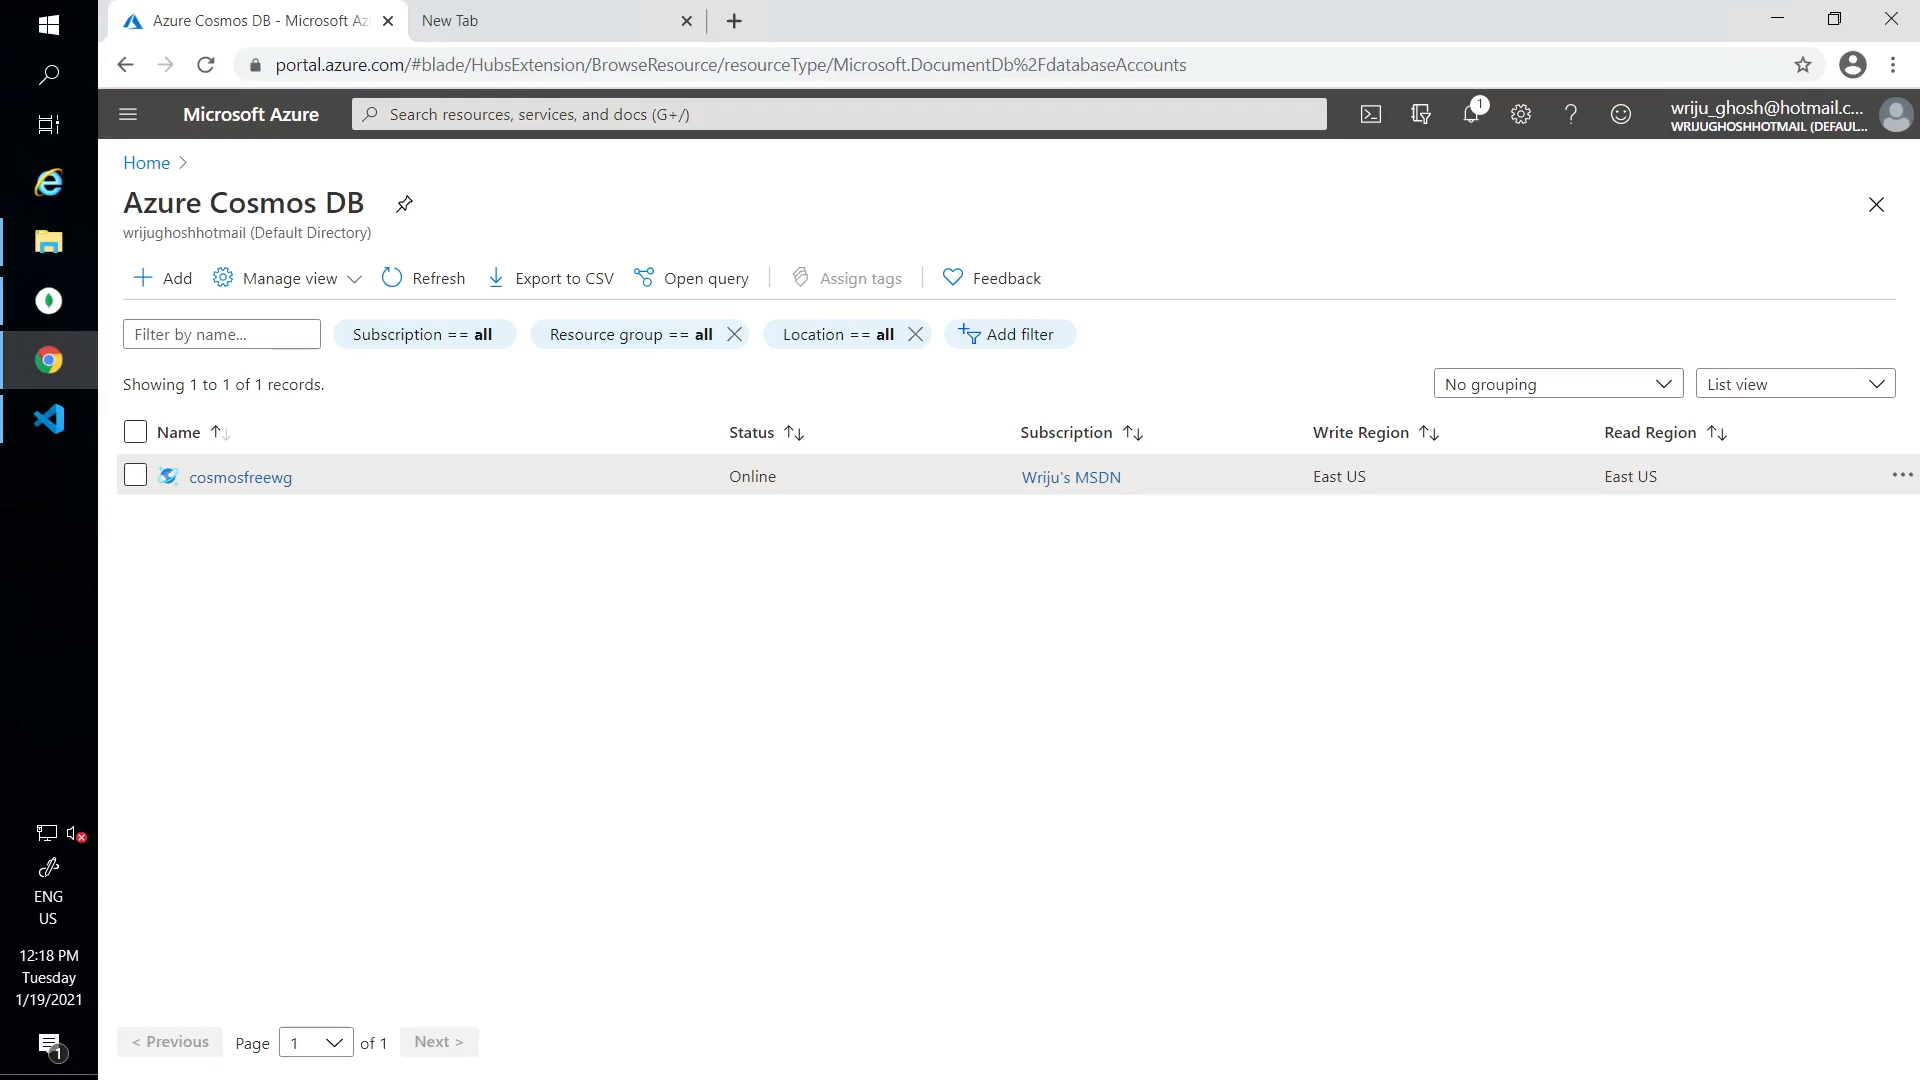 Azure Cosmos DB - Microsoft Az
New Tab
portal.azure.com/#blade/HubsExtension/BrowseResource/resourceType/Microsoft.DocumentDb%2FdatabaseAccounts
Microsoft Azure
Search resources, services, and docs (G+/)
1
wriju_ghosh@hotmail.c...
WRIJUGHOSHHOTMAIL (DEFAUL...
Home >
Azure Cosmos DB
wrijughoshhotmail (Default Directory)
Add
Manage view
Refresh
Export to CSV
Open query
Assign tags
Feedback
Filter by name...
Subscription == all
Resource group == all
Location == all
Add filter
Showing 1 to 1 of 1 records.
No grouping
List view
Name
Status
Subscription
Write Region
Read Region
cosmosfreewg
Online
Wriju's MSDN
East US
East US
< Previous
Page
1
of 1
Next >
ENG
US
12:18 PM
Tuesday
1/19/2021
1